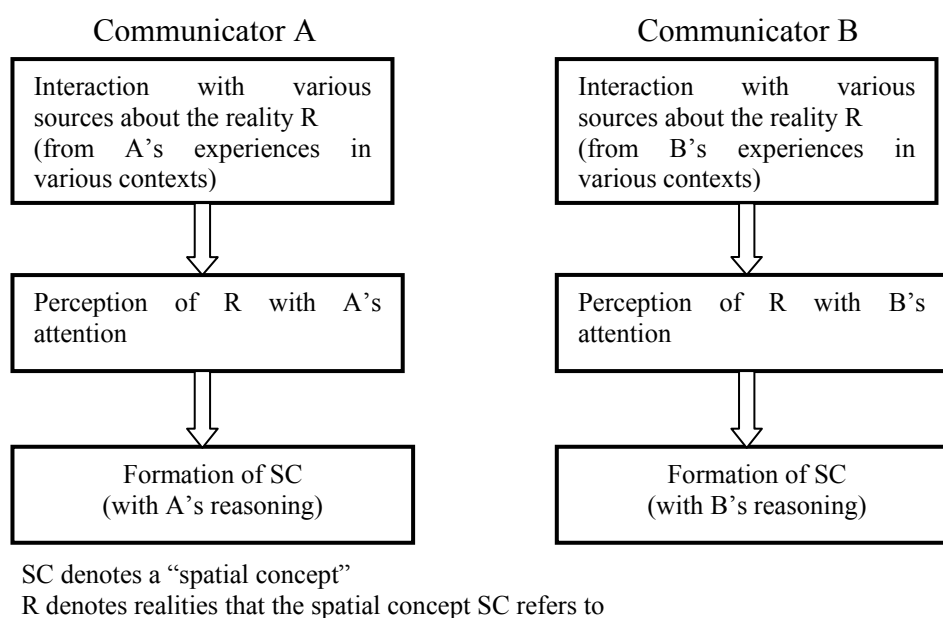 Communicator A
Interaction with various
sources about the reality R
(from A’s experiences in
various contexts)
Perception of R with A’s
attention
Formation of SC
(with A’s reasoning)
Communicator B
Interaction with various
sources about the reality R
(from B’s experiences in
various contexts)
Perception of R with B’s
attention
Formation of SC
(with B’s reasoning)
SC denotes a “spatial concept”
R denotes realities that the spatial concept SC refers to